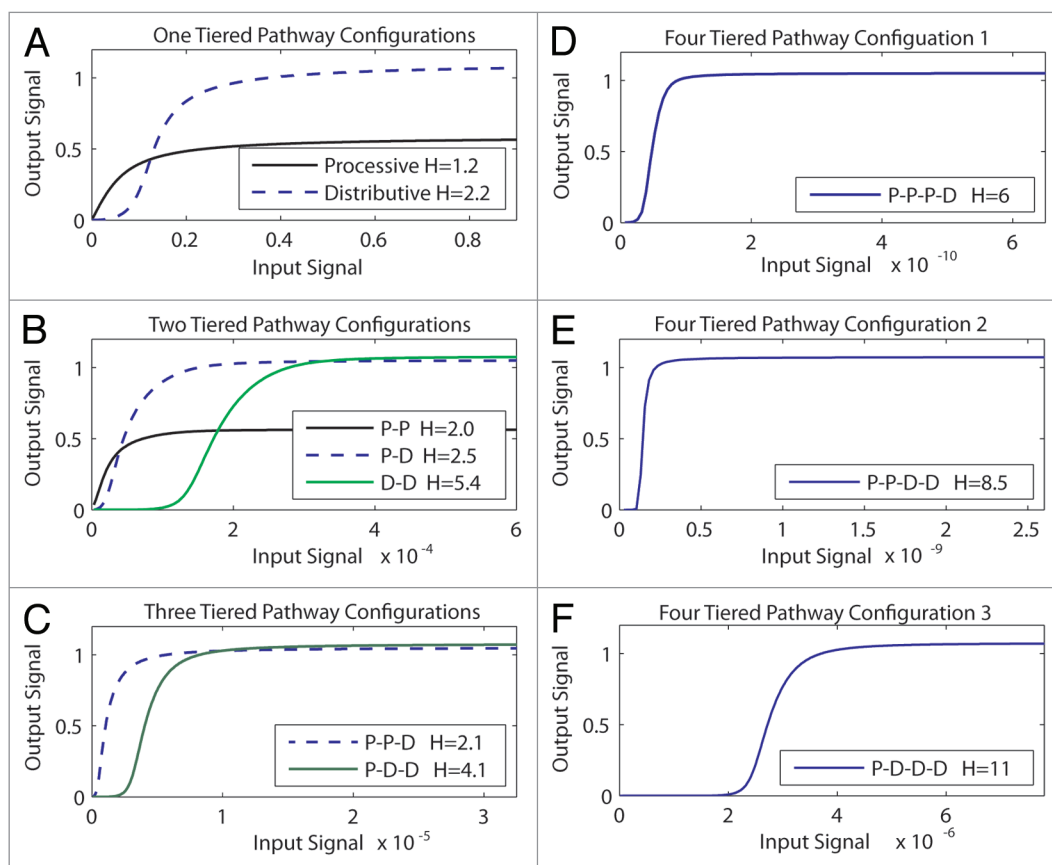 A
One Tiered Pathway Configurations
Output Signal
1
0.5
0
Processive H=1.2
Distributive H=2.2
0 0.2 0.4 0.6 0.8
Input Signal
B
Two Tiered Pathway Configurations
Output Signal
1
0.5
0
P-P H=2.0
P-D H=2.5
D-D H=5.4
0 2 4 6
Input Signal x 10 -4
C
Three Tiered Pathway Configurations
Output Signal
1
0.5
0
P-P-D H=2.1
P-D-D H=4.1
0 1 2 3
Input Signal x 10 -5
D
Four Tiered Pathway Configuation 1
Output Signal
1
0.5
0
P-P-P-D H=6
0 2 4 6
Input Signal x 10 -10
E
Four Tiered Pathway Configuration 2
Output Signal
1
0.5
0
P-P-D-D H=8.5
0 0.5 1 1.5 2 2.5
Input Signal x 10 -9
F
Four Tiered Pathway Configuration 3
Output Signal
1
0.5
0
P-D-D-D H=11
0 2 4 6
Input Signal x 10 -6